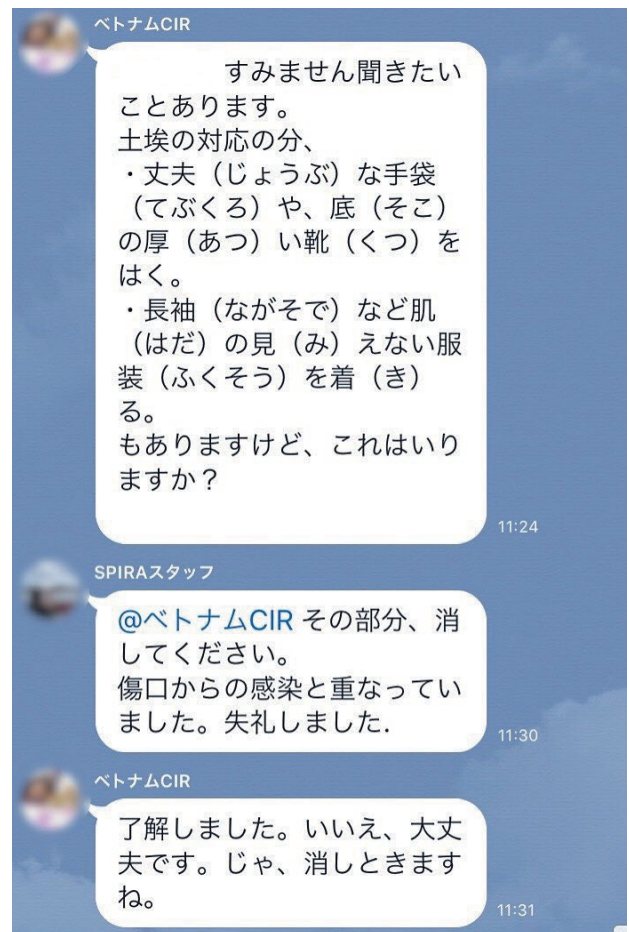 ベトナムCIR
すみません聞きたい
ことあります。
土埃の対応の分、
・丈夫（じょうぶ）な手袋
（てぶくろ）や、底（そこ）
の厚（あつ）い靴（くつ）を
はく。
・長袖（ながそで）など肌
（はだ）の見（み）えない服
装（ふくそう）を着（き）
る。
もありますけど、これはいり
ますか？
11:24
SPIRAスタッフ
@ベトナムCIR その部分、消
してください。
傷口からの感染と重なってい
ました。失礼しました.
11:30
ベトナムCIR
了解しました。いいえ、大丈
夫です。じゃ、消しときます
ね。
11:31